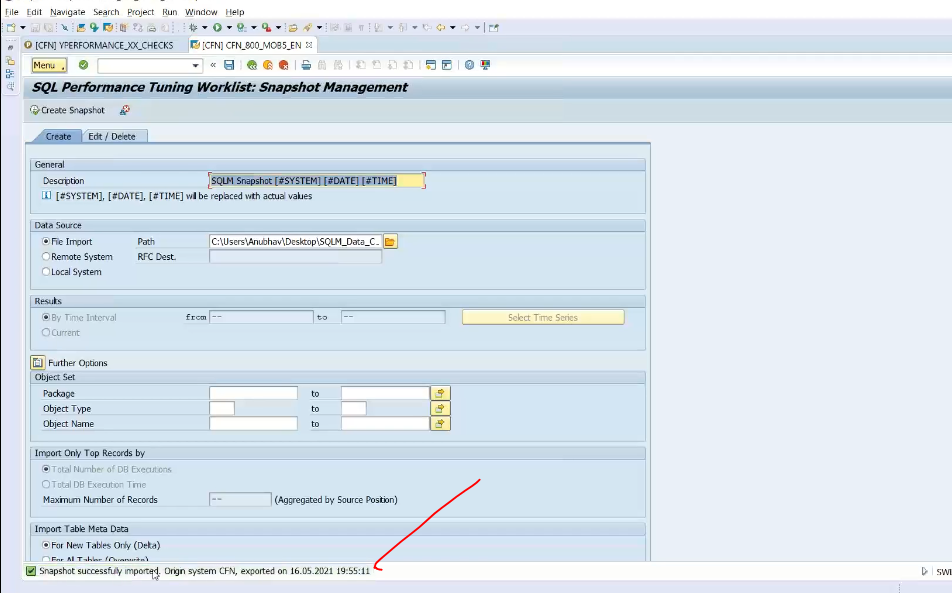 File Edit Navigate Search Project Run Window Help
[CFN] YPERFORMANCE_XX_CHECKS [CFN] CFN_800_MOB5_EN
Menu
SQL Performance Tuning Worklist: Snapshot Management
Create Snapshot
Create Edit / Delete
General
Description SQLM Snapshot [#SYSTEM] [#DATE] [#TIME]
[#SYSTEM], [#DATE], [#TIME] will be replaced with actual values
Data Source
File Import Path C:\Users\Anubhav\Desktop\SQLM_Data_C..
Remote System RFC Dest.
Local System
Results
By Time Interval from -- to -- Select Time Series
Current
Further Options
Object Set
Package to
Object Type to
Object Name to
Import Only Top Records by
Total Number of DB Executions
Total DB Execution Time
Maximum Number of Records -- (Aggregated by Source Position)
Import Table Meta Data
For New Tables Only (Delta)
For All Tables (Overwrite)
Snapshot successfully imported. Origin system CFN, exported on 16.05.2021 19:55:11